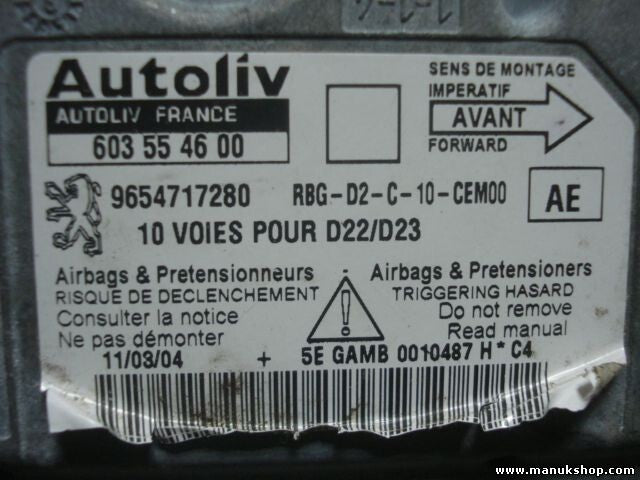 Autoliv
AUTOLIV FRANCE
603 55 46 00
SENS DE MONTAGE
IMPERATIF
AVANT
FORWARD
9654717280 RBG-D2-C-10-CEM00 AE
10 VOIES POUR D22/D23
Airbags & Pretensionneurs
RISQUE DE DECLENCHEMENT
Consulter la notice
Ne pas démonter
Airbags & Pretensioners
TRIGGERING HASARD
Do not remove
Read manual
11/03/04 + 5E GAMB 0010487 H * C4
www.manukshop.com